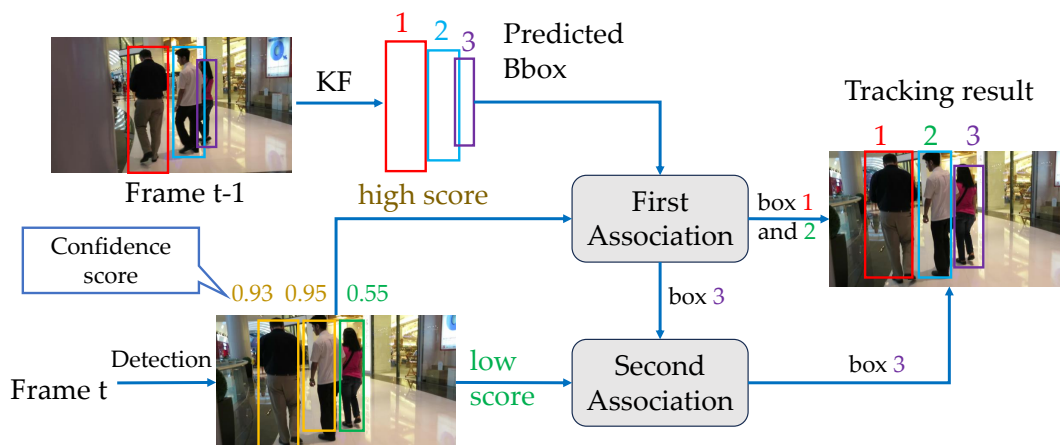 1
2
3
Predicted
Bbox
KF
Frame t-1
Tracking result
1 2 3
high score
First
Association
box 1
and 2
Confidence
score
0.93 0.95 0.55
box 3
Detection
Frame t
low
score
Second
Association
box 3